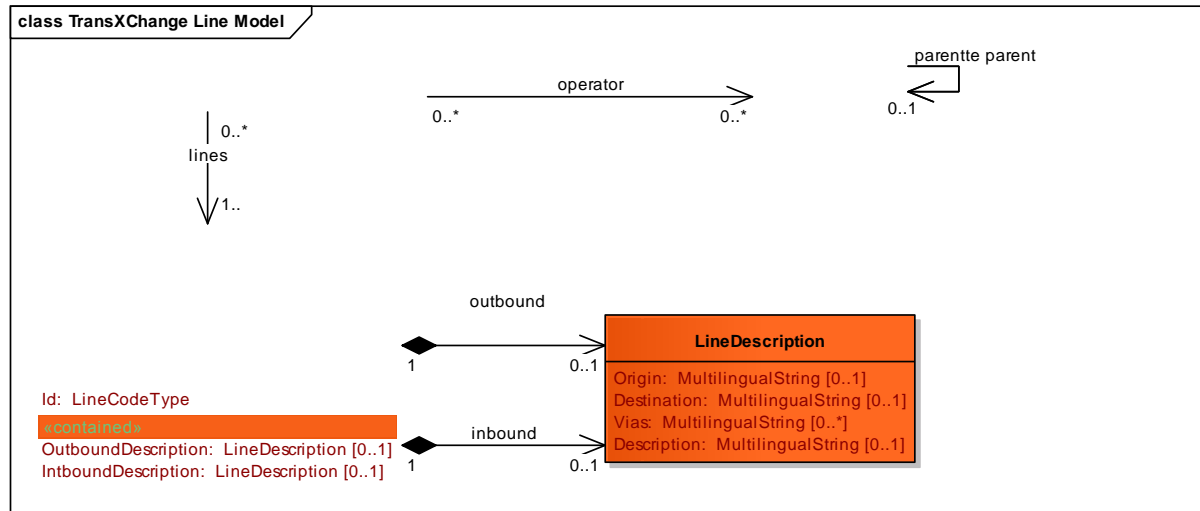 class TransXChange Line Model
parentte parent
operator
0..*
0..*
0..1
0..*
lines
1..
outbound
1
0..1
LineDescription
Origin: MultilingualString [0..1]
Destination: MultilingualString [0..1]
Vias: MultilingualString [0..*]
Description: MultilingualString [0..1]
Id: LineCodeType
«contained»
OutboundDescription: LineDescription [0..1]
IntboundDescription: LineDescription [0..1]
inbound
1
0..1